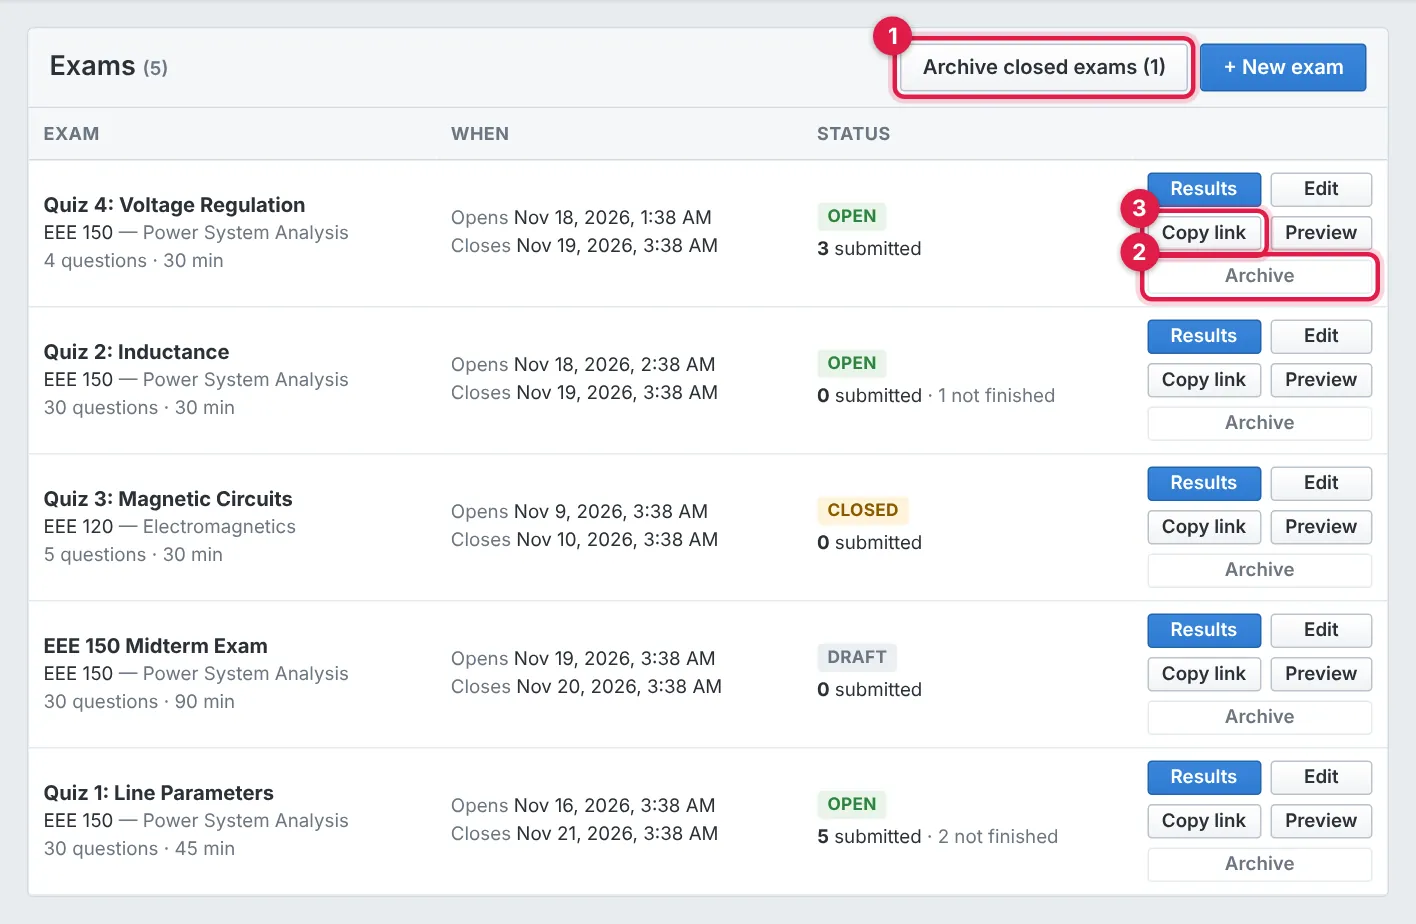 Exams (5)
1
Archive closed exams (1)
+ New exam
EXAM WHEN STATUS
Quiz 4: Voltage Regulation
EEE 150 — Power System Analysis
4 questions · 30 min
Opens Nov 18, 2026, 1:38 AM
Closes Nov 19, 2026, 3:38 AM
OPEN
3 submitted
Results Edit
3
Copy link Preview
2
Archive
Quiz 2: Inductance
EEE 150 — Power System Analysis
30 questions · 30 min
Opens Nov 18, 2026, 2:38 AM
Closes Nov 19, 2026, 3:38 AM
OPEN
0 submitted · 1 not finished
Results Edit
Copy link Preview
Archive
Quiz 3: Magnetic Circuits
EEE 120 — Electromagnetics
5 questions · 30 min
Opens Nov 9, 2026, 3:38 AM
Closes Nov 10, 2026, 3:38 AM
CLOSED
0 submitted
Results Edit
Copy link Preview
Archive
EEE 150 Midterm Exam
EEE 150 — Power System Analysis
30 questions · 90 min
Opens Nov 19, 2026, 3:38 AM
Closes Nov 20, 2026, 3:38 AM
DRAFT
0 submitted
Results Edit
Copy link Preview
Archive
Quiz 1: Line Parameters
EEE 150 — Power System Analysis
30 questions · 45 min
Opens Nov 16, 2026, 3:38 AM
Closes Nov 21, 2026, 3:38 AM
OPEN
5 submitted · 2 not finished
Results Edit
Copy link Preview
Archive